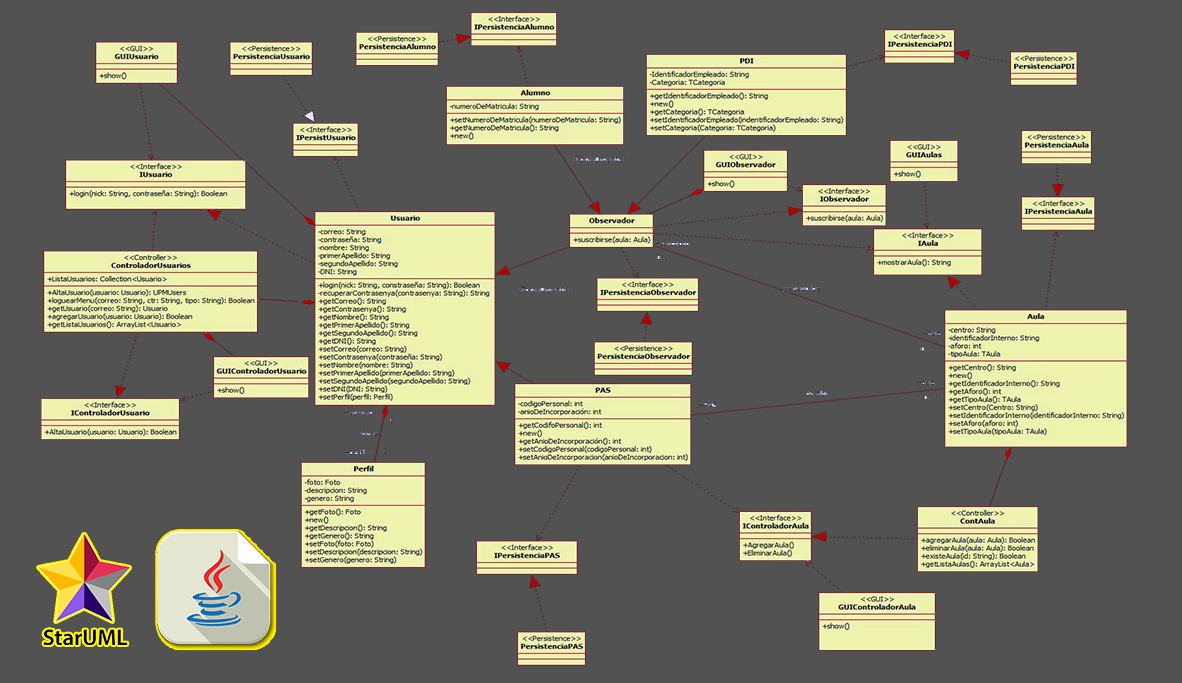 <<Interface>>
IPersistenciaAlumno
<<Persistence>>
PersistenciaAlumno
<<Interface>>
IPersistenciaPDI
<<Persistence>>
PersistenciaPDI
<<GUI>>
GUIUsuario
+show()
<<Persistence>>
PersistenciaUsuario
PDI
-IdentificadorEmpleado: String
-Categoria: TCategoria
+getIdentificadorEmpleado(): String
+new()
+getCategoria(): TCategoria
+setIdentificadorEmpleado(indentificadorEmpleado: String)
+setCategoria(Categoria: TCategoria)
Alumno
-numeroDeMatricula: String
+setNumeroDeMatricula(numeroDeMatricula: String)
+getNumeroDeMatricula(): String
+new()
<<Interface>>
IPersistUsuario
<<Persistence>>
PersistenciaAula
<<GUI>>
GUIAulas
+show()
<<GUI>>
GUIObservador
+show()
<<Interface>>
IUsuario
+login(nick: String, contraseña: String): Boolean
<<Interface>>
IObservador
+suscribirse(aula: Aula)
<<Interface>>
IPersistenciaAula
Observador
+suscribirse(aula: Aula)
<<Interface>>
IAula
+mostrarAula(): String
Usuario
-correo: String
-contraseña: String
-nombre: String
-primerApellido: String
-segundoApellido: String
-DNI: String
+login(nick: String, constraseña: String): Boolean
-recuperarContrasenya(contrasenya: String): String
+getCorreo(): String
+getContrasenya(): String
+getNombre(): String
+getPrimerApellido(): String
+getSegundoApellido(): String
+getDNI(): String
+setCorreo(correo: String)
+setContrasenya(contraseña: String)
+setNombre(nombre: String)
+setPrimerApellido(primerApellido: String)
+setSegundoApellido(segundoApellido: String)
+setDNI(DNI: String)
+setPerfil(perfil: Perfil)
<<Controller>>
ControladorUsuarios
+ListaUsuarios: Collection<Usuario>
+AltaUsuario(usuario: Usuario): UPMUsers
+loguearMenu(correo: String, ctr: String, tipo: String): Boolean
+getUsuario(correo: String): Usuario
+agregarUsuario(usuario: Usuario): Boolean
+getListaUsuarios(): ArrayList<Usuario>
<<Interface>>
IPersistenciaObservador
<<Persistence>>
PersistenciaObservador
Aula
-centro: String
-identificadorInterno: String
-aforo: int
-tipoAula: TAula
+getCentro(): String
+new()
+getIdentificadorInterno(): String
+getAforo(): int
+getTipoAula(): TAula
+setCentro(Centro: String)
+setIdentificadorInterno(identificadorInterno: String)
+setAforo(aforo: int)
+setTipoAula(tipoAula: TAula)
<<GUI>>
GUIControladorUsuario
+show()
<<Interface>>
IControladorUsuario
+AltaUsuario(usuario: Usuario): Boolean
PAS
-codigoPersonal: int
-anioDeIncorporación: int
+getCodifoPersonal(): int
+new()
+getAnioDeIncorporación(): int
+setCodigoPersonal(codigoPersonal: int)
+setAnioDeIncorporacion(anioDeIncorporacion: int)
Perfil
-foto: Foto
-descripcion: String
-genero: String
+getFoto(): Foto
+new()
+getDescripcion(): String
+getGenero(): String
+setFoto(foto: Foto)
+setDescripcion(descripcion: String)
+setGenero(genero: String)
<<Interface>>
IControladorAula
+AgregarAula()
+EliminarAula()
<<Controller>>
ContAula
+agregarAula(aula: Aula): Boolean
+eliminarAula(aula: Aula): Boolean
+existeAula(id: String): Boolean
+getListaAulas(): ArrayList<Aula>
<<Interface>>
IPersistenciaPAS
<<GUI>>
GUIControladorAula
+show()
<<Persistence>>
PersistenciaPAS
StarUML